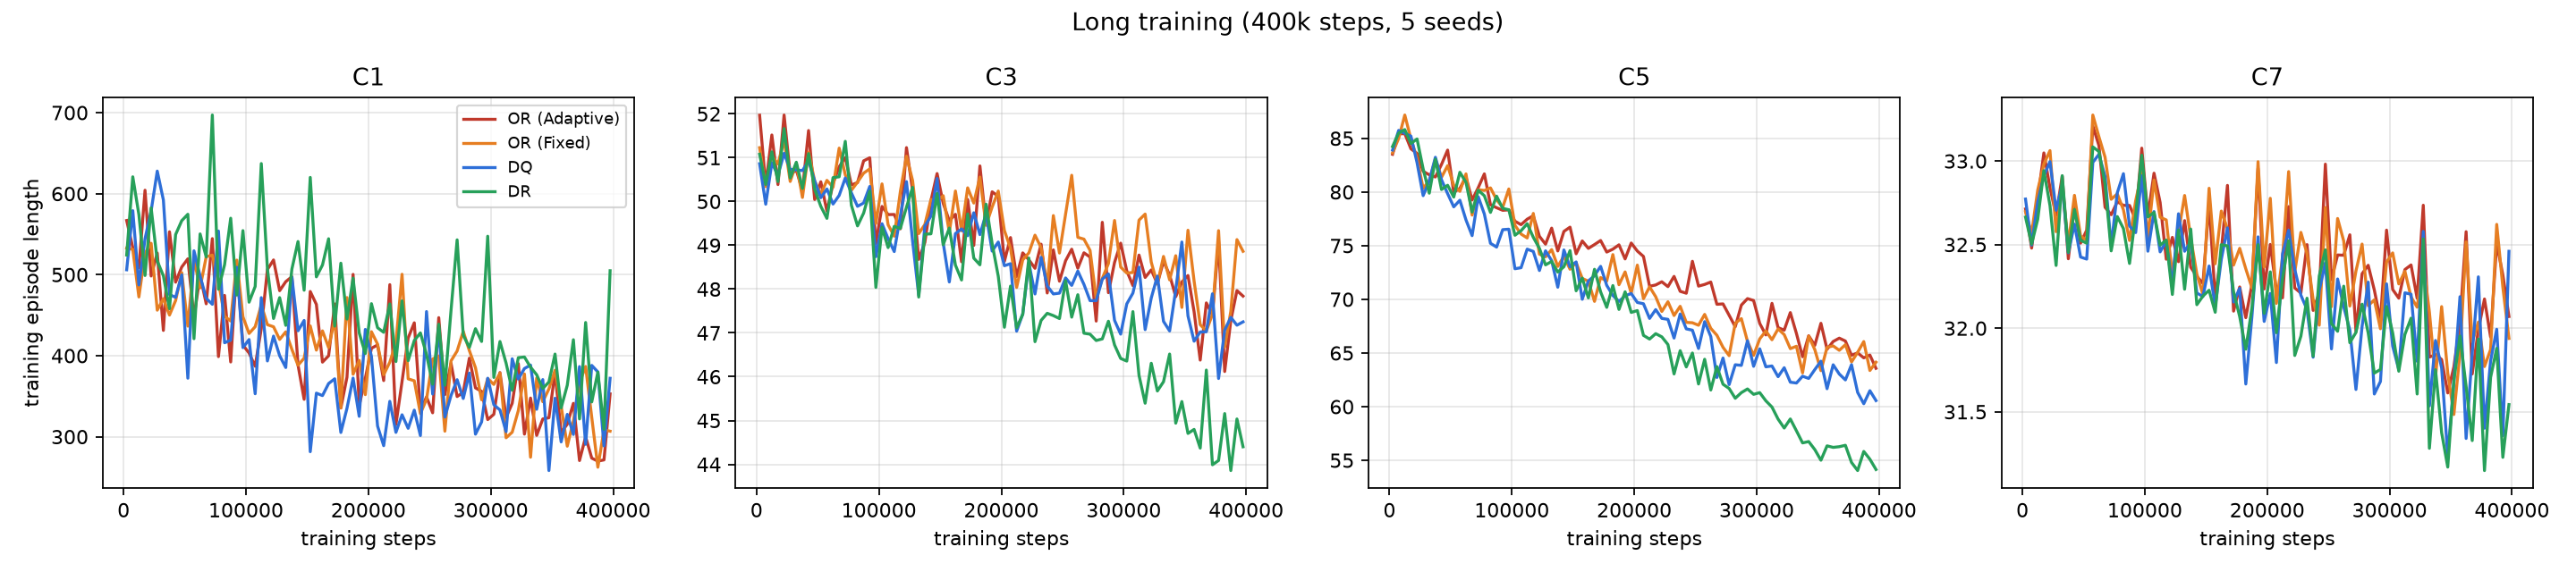 Long training (400k steps, 5 seeds)
C1
700
600
500
400
300
training episode length
0 100000 200000 300000 400000
training steps
OR (Adaptive)
OR (Fixed)
DQ
DR
C3
52
51
50
49
48
47
46
45
44
0 100000 200000 300000 400000
training steps
C5
85
80
75
70
65
60
55
0 100000 200000 300000 400000
training steps
C7
33.0
32.5
32.0
31.5
0 100000 200000 300000 400000
training steps